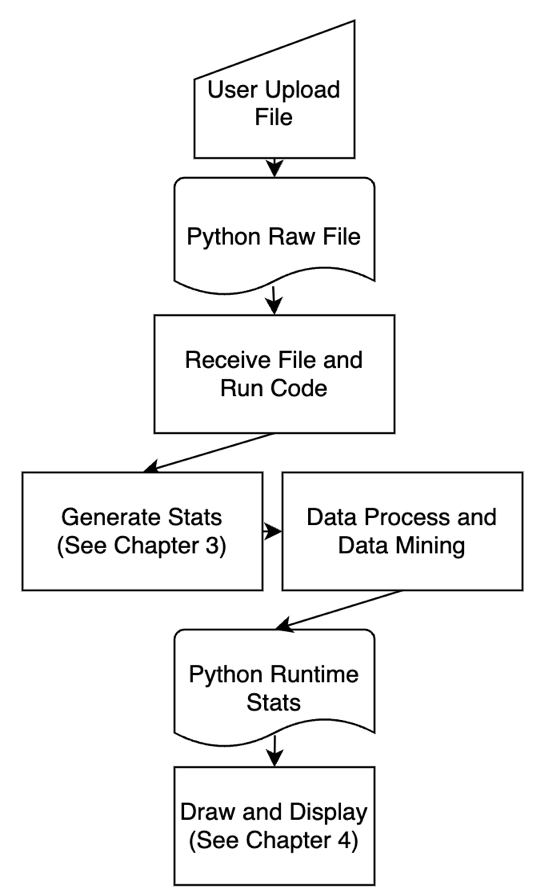 User Upload
File
Python Raw File
Receive File and
Run Code
Generate Stats
(See Chapter 3)
Data Process and
Data Mining
Python Runtime
Stats
Draw and Display
(See Chapter 4)